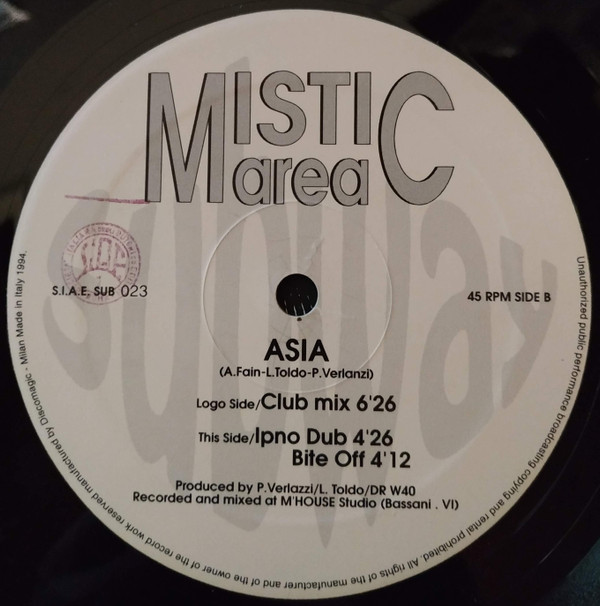 MISTIC
area
subway
S.I.A.E. SUB 023
45 RPM SIDE B
ASIA
(A.Fain-L.Toldo-P.Verlanzi)
Logo Side/Club mix 6'26
This Side/Ipno Dub 4'26
Bite Off 4'12
Produced by P.Verlazzi/L. Toldo/DR W40
Recorded and mixed at M'HOUSE Studio (Bassani . VI)
Unauthorized public performance broadcasting copying and rental prohibited. All rights of the manufacturer and of the owner of the record work reserved manufactured by Discomagic - Milan Made in Italy 1994.